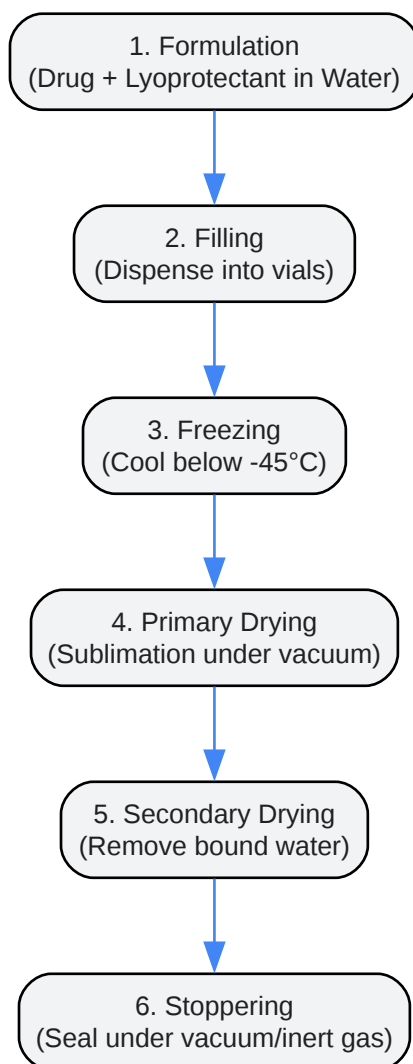 1. Formulation
(Drug + Lyoprotectant in Water)
2. Filling
(Dispense into vials)
3. Freezing
(Cool below -45°C)
4. Primary Drying
(Sublimation under vacuum)
5. Secondary Drying
(Remove bound water)
6. Stoppering
(Seal under vacuum/inert gas)